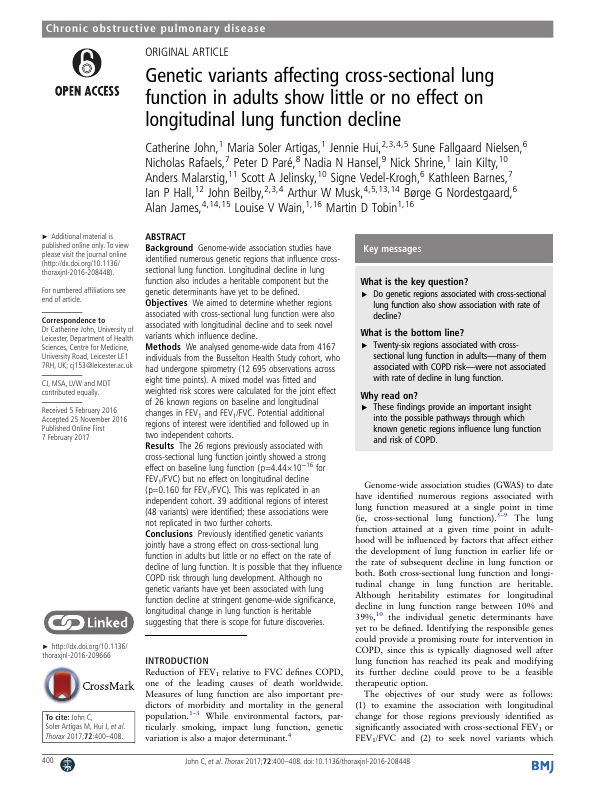 Chronic obstructive pulmonary disease
OPEN ACCESS
ORIGINAL ARTICLE
Genetic variants affecting cross-sectional lung
function in adults show little or no effect on
longitudinal lung function decline
Catherine John,1 María Soler Artigas,1 Jennie Hui,2,3,4,5 Sune Fallgaard Nielsen,6
Nicholas Rafaels,7 Peter D Paré,8 Nadia N Hansel,9 Nick Shrine,1 Iain Kilty,10
Anders Malarstig,11 Scott A Jelinsky,10 Signe Vedel-Krogh,6 Kathleen Barnes,7
Ian P Hall,12 John Beilby,2,3,4 Arthur W Musk,4,5,13,14 Børge G Nordestgaard,6
Alan James,4,14,15 Louise V Wain,1,16 Martin D Tobin1,16
► Additional material is
published online only. To view
please visit the journal online
(http://dx.doi.org/10.1136/
thoraxjnl-2016-208448).
For numbered affiliations see
end of article.
Correspondence to
Dr Catherine John, University of
Leicester, Department of Health
Sciences, Centre for Medicine,
University Road, Leicester LE1
7RH, UK; cj153@leicester.ac.uk
CJ, MSA, LVW and MDT
contributed equally.
Received 5 February 2016
Accepted 25 November 2016
Published Online First
7 February 2017
Linked
► http://dx.doi.org/10.1136/
thoraxjnl-2016-209666
CrossMark
To cite: John C,
Soler Artigas M, Hui J, et al.
Thorax 2017;72:400–408.
ABSTRACT
Background Genome-wide association studies have
identified numerous genetic regions that influence cross-
sectional lung function. Longitudinal decline in lung
function also includes a heritable component but the
genetic determinants have yet to be defined.
Objectives We aimed to determine whether regions
associated with cross-sectional lung function were also
associated with longitudinal decline and to seek novel
variants which influence decline.
Methods We analysed genome-wide data from 4167
individuals from the Busselton Health Study cohort, who
had undergone spirometry (12 695 observations across
eight time points). A mixed model was fitted and
weighted risk scores were calculated for the joint effect
of 26 known regions on baseline and longitudinal
changes in FEV1 and FEV1/FVC. Potential additional
regions of interest were identified and followed up in
two independent cohorts.
Results The 26 regions previously associated with
cross-sectional lung function jointly showed a strong
effect on baseline lung function (p=4.44×10−16 for
FEV1/FVC) but no effect on longitudinal decline
(p=0.160 for FEV1/FVC). This was replicated in an
independent cohort. 39 additional regions of interest
(48 variants) were identified; these associations were
not replicated in two further cohorts.
Conclusions Previously identified genetic variants
jointly have a strong effect on cross-sectional lung
function in adults but little or no effect on the rate of
decline of lung function. It is possible that they influence
COPD risk through lung development. Although no
genetic variants have yet been associated with lung
function decline at stringent genome-wide significance,
longitudinal change in lung function is heritable
suggesting that there is scope for future discoveries.
INTRODUCTION
Reduction of FEV1 relative to FVC defines COPD,
one of the leading causes of death worldwide.
Measures of lung function are also important pre-
dictors of morbidity and mortality in the general
population.1–3 While environmental factors, par-
ticularly smoking, impact lung function, genetic
variation is also a major determinant.4
Key messages
What is the key question?
► Do genetic regions associated with cross-sectional
lung function also show association with rate of
decline?
What is the bottom line?
► Twenty-six regions associated with cross-
sectional lung function in adults—many of them
associated with COPD risk—were not associated
with rate of decline in lung function.
Why read on?
► These findings provide an important insight
into the possible pathways through which
known genetic regions influence lung function
and risk of COPD.
Genome-wide association studies (GWAS) to date
have identified numerous regions associated with
lung function measured at a single point in time
(ie, cross-sectional lung function).5–9 The lung
function attained at a given time point in adult-
hood will be influenced by factors that affect either
the development of lung function in earlier life or
the rate of subsequent decline in lung function or
both. Both cross-sectional lung function and longi-
tudinal change in lung function are heritable.
Although heritability estimates for longitudinal
decline in lung function range between 10% and
39%,10 the individual genetic determinants have
yet to be defined. Identifying the responsible genes
could provide a promising route for intervention in
COPD, since this is typically diagnosed well after
lung function has reached its peak and modifying
its further decline could prove to be a feasible
therapeutic option.
The objectives of our study were as follows:
(1) to examine the association with longitudinal
change for those regions previously identified as
significantly associated with cross-sectional FEV1 or
FEV1/FVC and (2) to seek novel variants which
400
John C, et al. Thorax 2017;72:400–408. doi:10.1136/thoraxjnl-2016-208448
BMJ